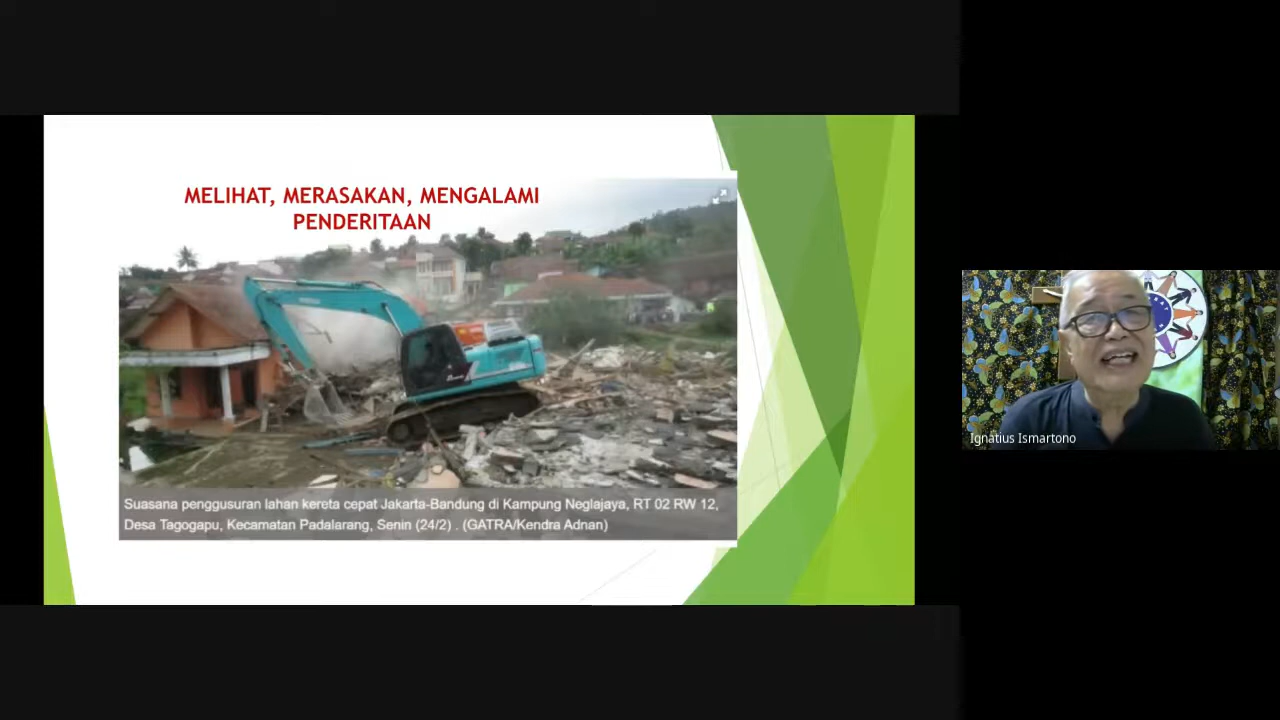 MELIHAT, MERASAKAN, MENGALAMI
PENDERITAAN
Suasana penggusuran lahan kereta cepat Jakarta-Bandung di Kampung Neglajaya, RT 02 RW 12,
Desa Tagogapu, Kecamatan Padalarang, Senin (24/2) . (GATRA/Kendra Adnan)
Ignatius Ismartono